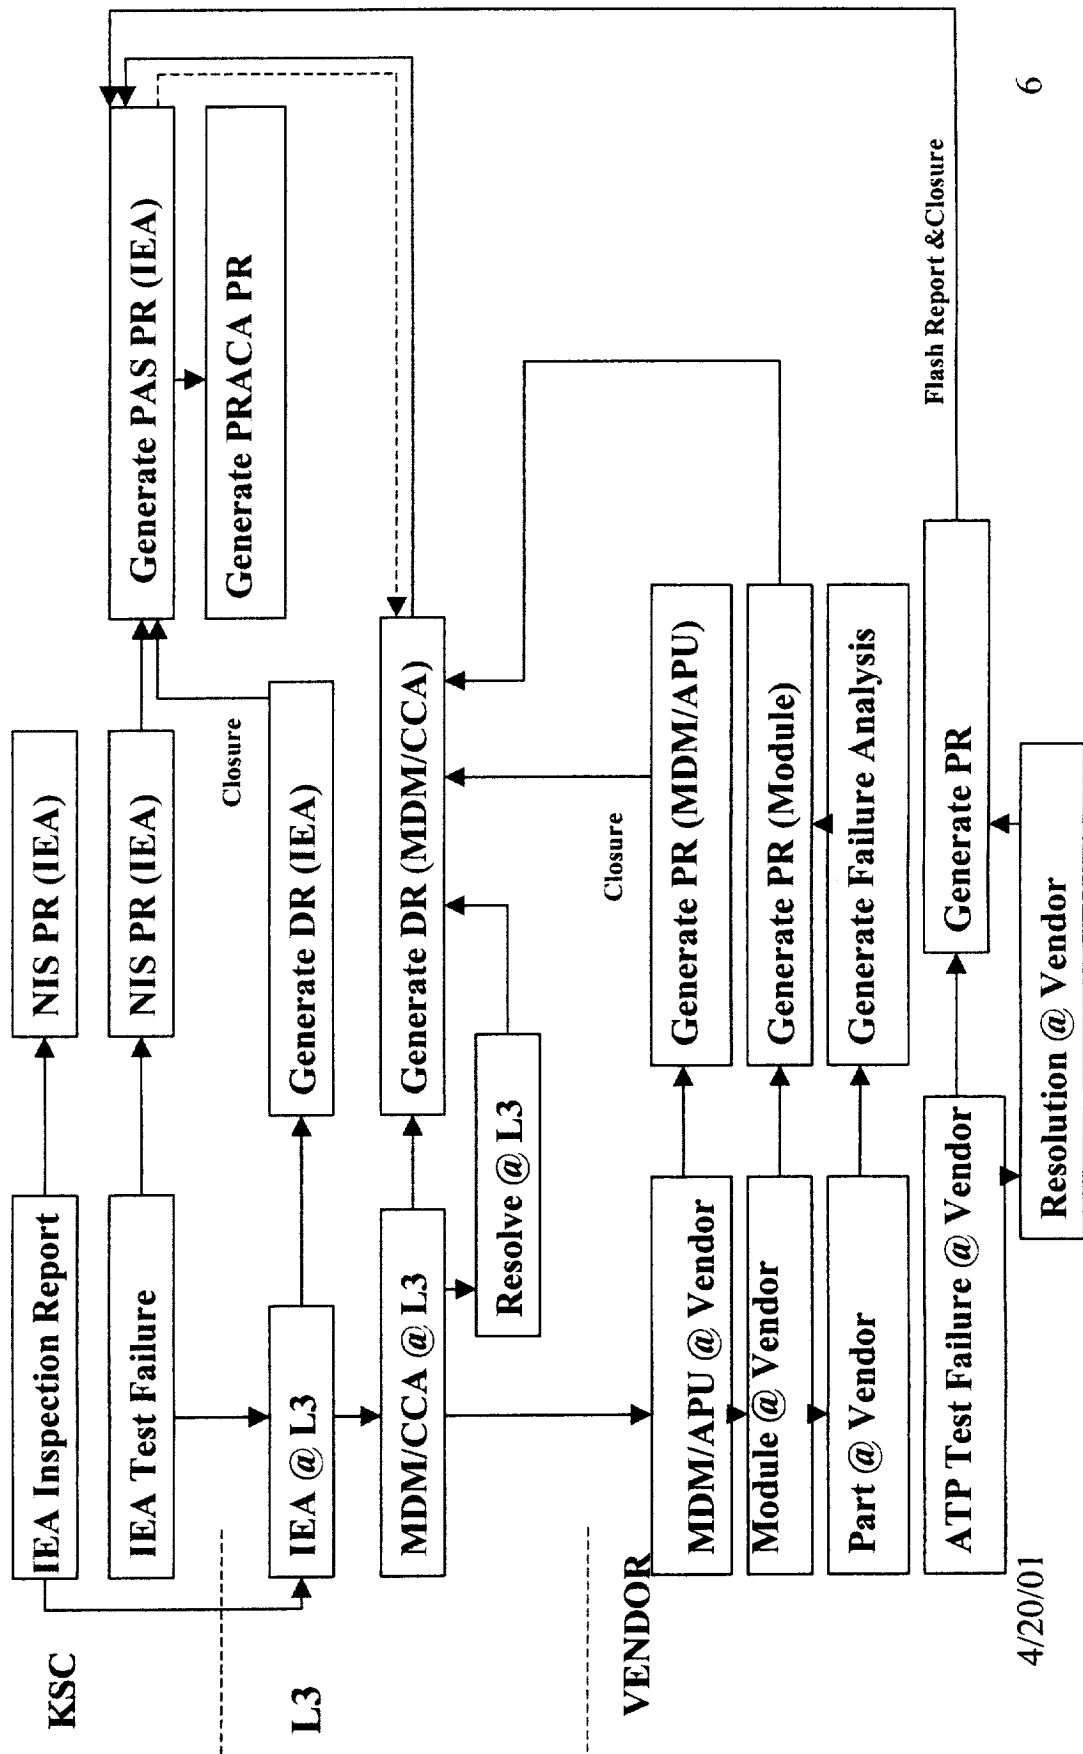 KSC
IEA Inspection Report
NIS PR (IEA)
IEA Test Failure
NIS PR (IEA)
Generate PAS PR (IEA)
Generate PRACA PR
Closure
L3
IEA @ L3
Generate DR (IEA)
MDM/CCA @ L3
Generate DR (MDM/CCA)
Resolve @ L3
Closure
VENDOR
MDM/APU @ Vendor
Generate PR (MDM/APU)
Module @ Vendor
Generate PR (Module)
Part @ Vendor
Generate Failure Analysis
Flash Report &Closure
ATP Test Failure @ Vendor
Generate PR
Resolution @ Vendor
4/20/01
6